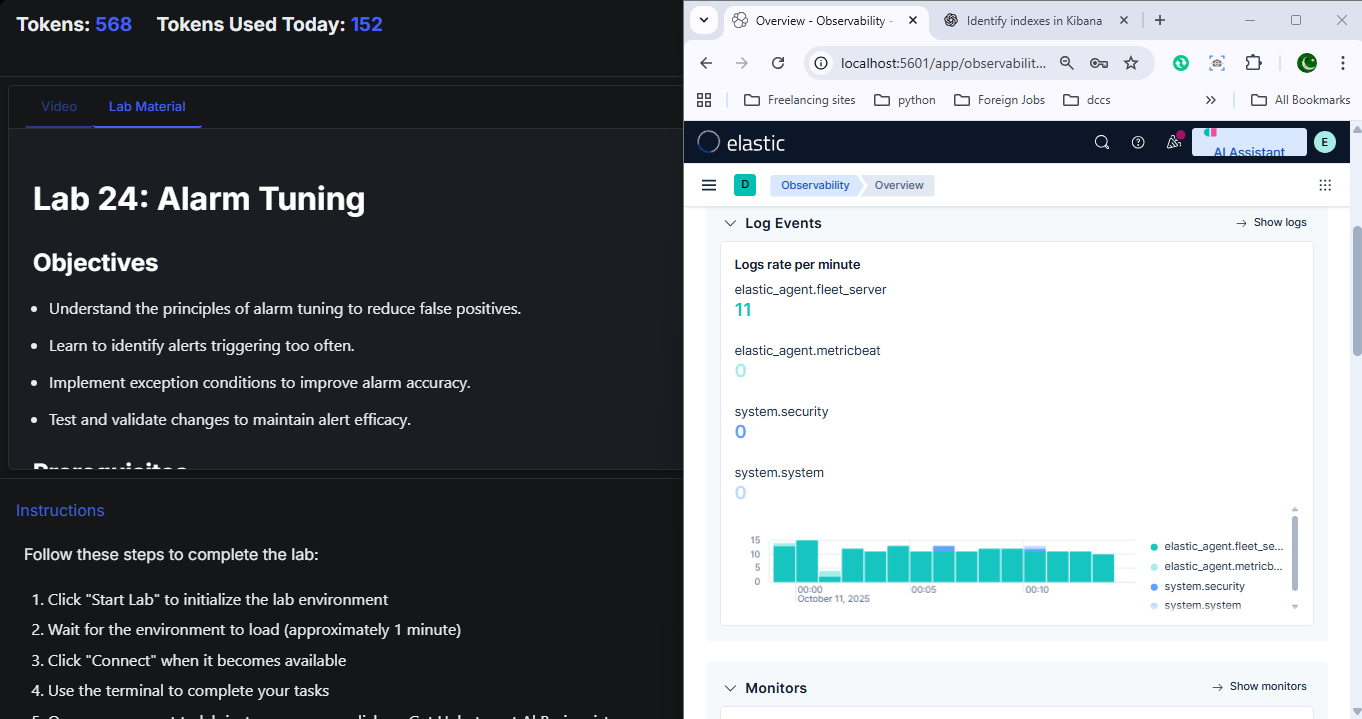 Tokens: 568 Tokens Used Today: 152
Video Lab Material
Lab 24: Alarm Tuning
Objectives
Understand the principles of alarm tuning to reduce false positives.
Learn to identify alerts triggering too often.
Implement exception conditions to improve alarm accuracy.
Test and validate changes to maintain alert efficacy.
Prerequisites
Instructions
Follow these steps to complete the lab:
1. Click "Start Lab" to initialize the lab environment
2. Wait for the environment to load (approximately 1 minute)
3. Click "Connect" when it becomes available
4. Use the terminal to complete your tasks
Overview - Observability - Identify indexes in Kibana
localhost:5601/app/observabilit...
Freelancing sites python Foreign Jobs dccs All Bookmarks
elastic AI Assistant E
D Observability Overview
Log Events Show logs
Logs rate per minute
elastic_agent.fleet_server
11
elastic_agent.metricbeat
0
system.security
0
system.system
0
15
10
5
0
00:00 00:05 00:10
October 11, 2025
elastic_agent.fleet_se...
elastic_agent.metricb...
system.security
system.system
Monitors Show monitors